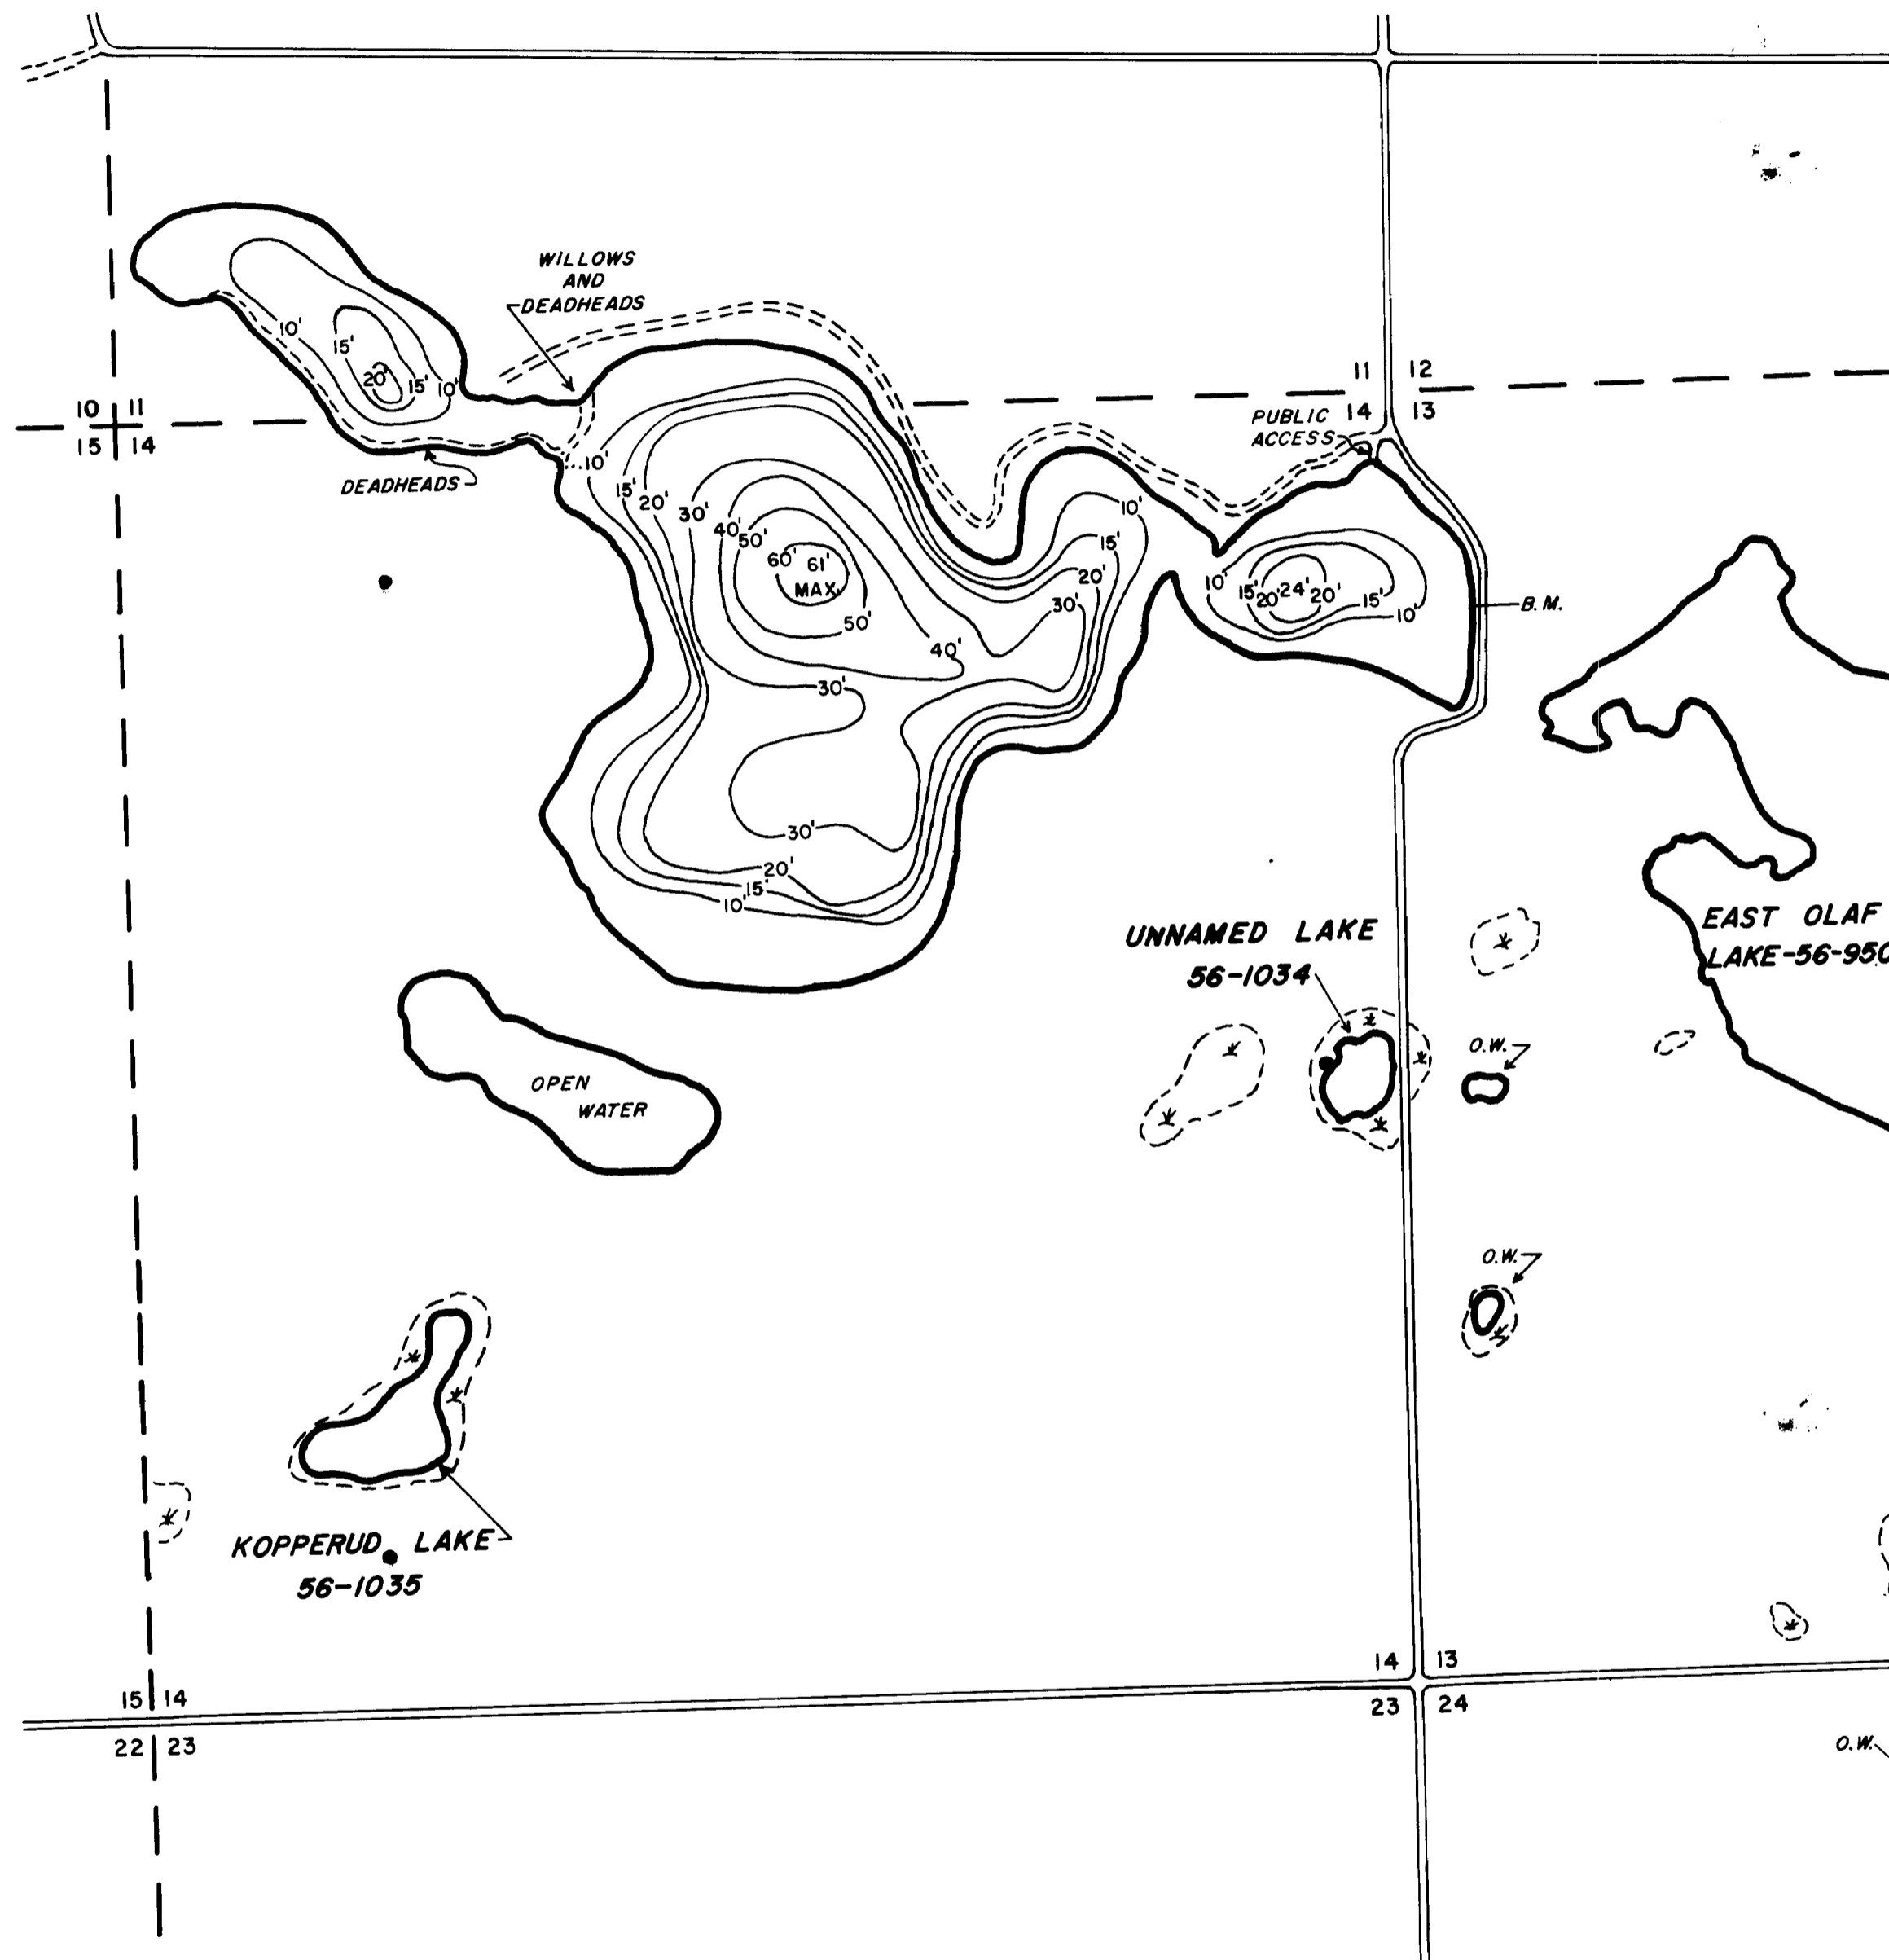 WILLOWS
AND
DEADHEADS
10'
15'
20'
15'
10'
11 12
14 13
PUBLIC
ACCESS
10 11
15 14
DEADHEADS
10'
15'
20'
30'
40'
50'
60' 61'
MAX.
50'
40'
30'
30'
20'
15'
10'
10'
15'
20'
30'
10'
15'
20'
24'
20'
15'
10'
B.M.
EAST OLAF
LAKE-56-950
UNNAMED LAKE
56-1034
O.W.
OPEN
WATER
O.W.
KOPPERUD LAKE
56-1035
14 13
23 24
15 14
22 23
O.W.